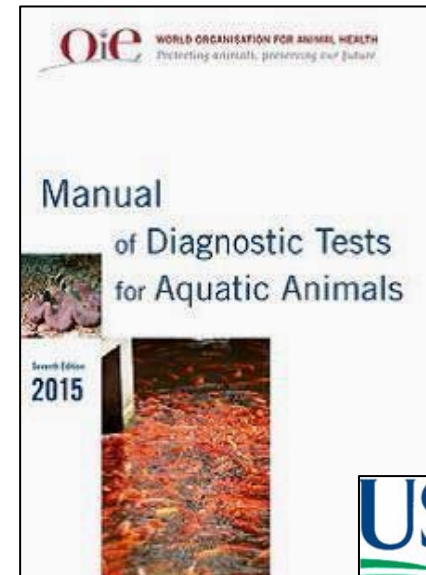 OiE
WORLD ORGANISATION FOR ANIMAL HEALTH
Protecting animals, preserving our future
Manual
of Diagnostic Tests
for Aquatic Animals
Seventh Edition
2015
US